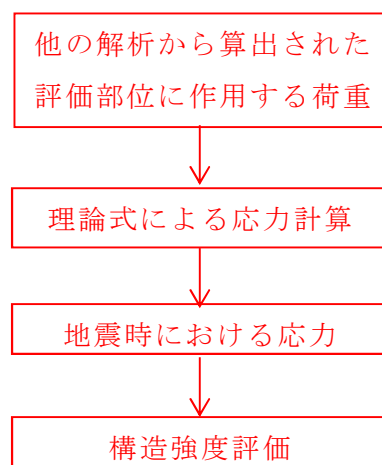 他の解析から算出された
評価部位に作用する荷重
理論式による応力計算
地震時における応力
構造強度評価